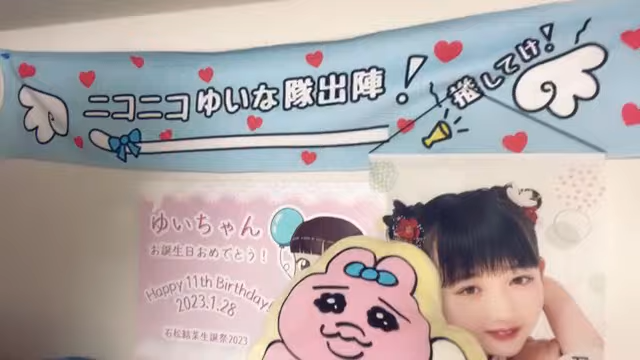 ニコニコゆいな隊出陣!
推してけ!
ゆいちゃん
お誕生日おめでとう!
Happy 11th Birthday!
2023.1.28
石松結菜生誕祭2023